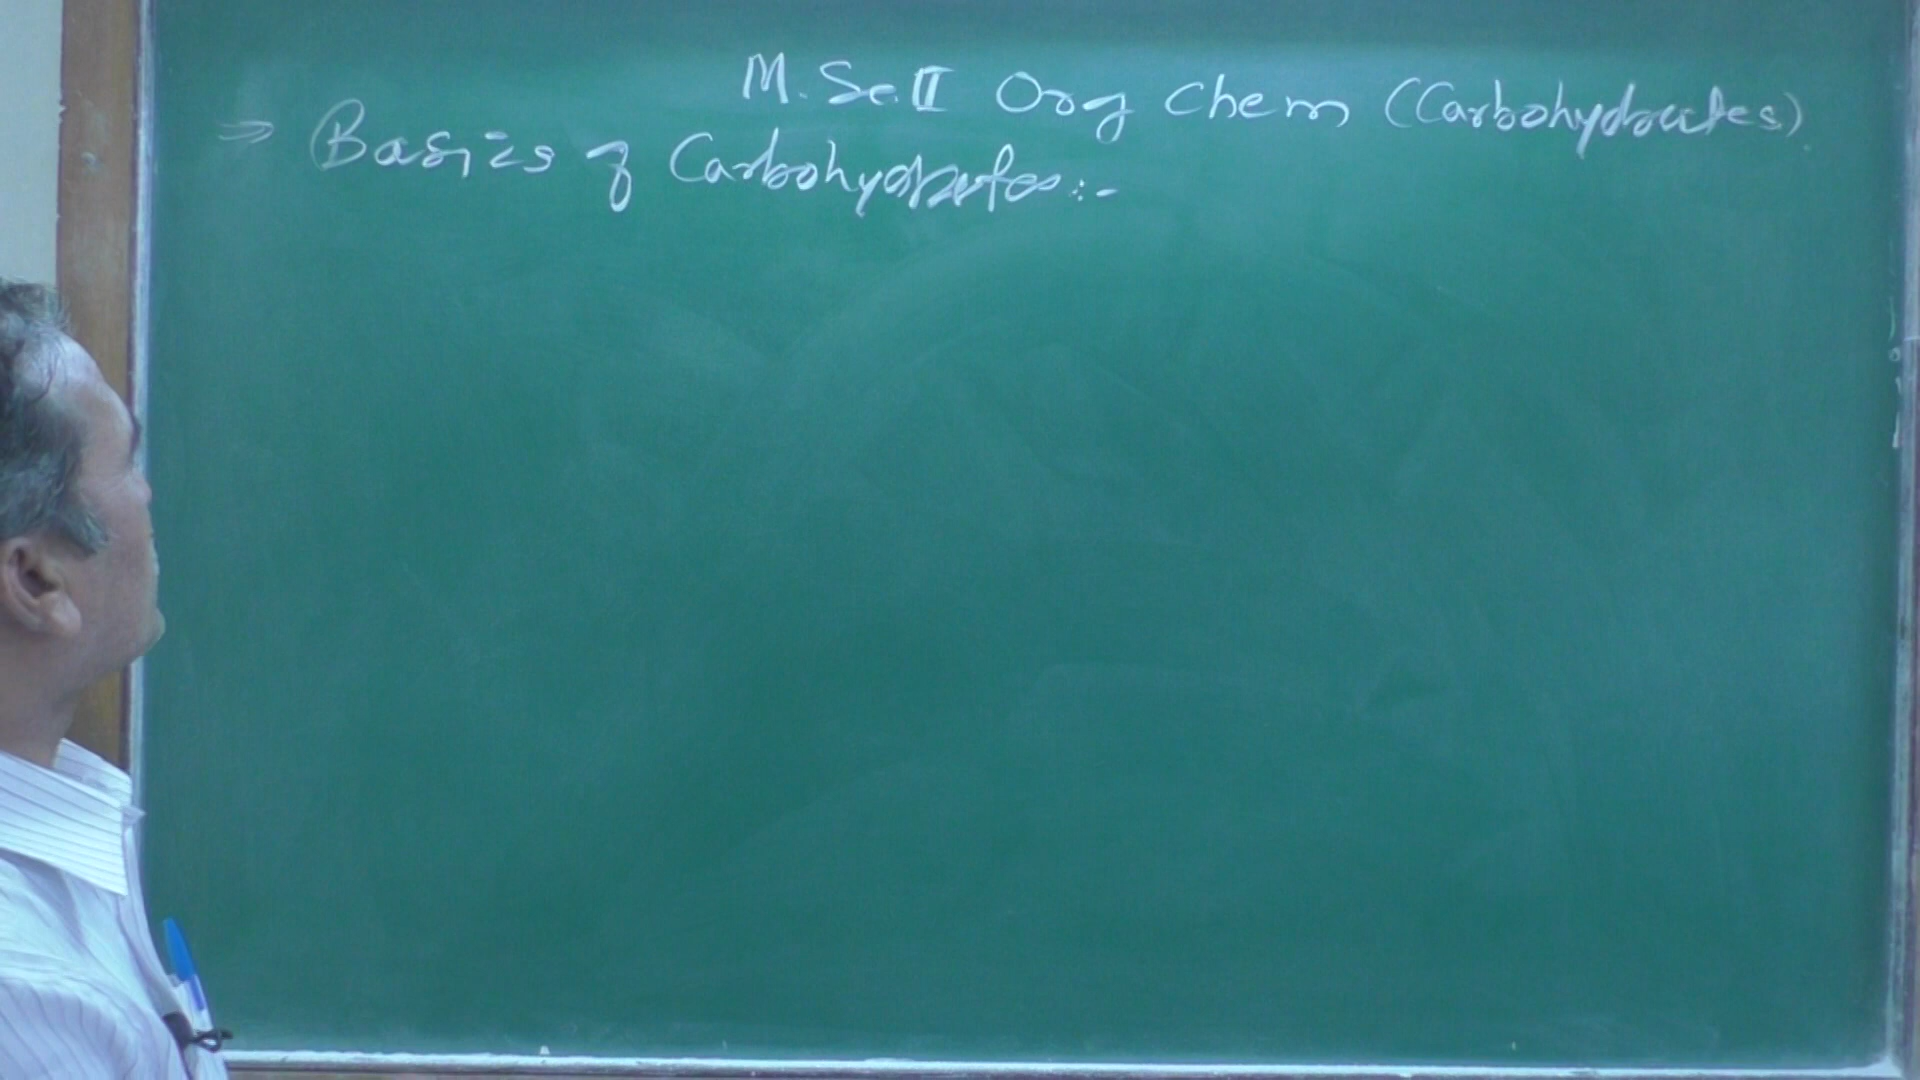 M.Sc.II Org Chem (Carbohydrates)
⇒ Basics of Carbohydrates:-